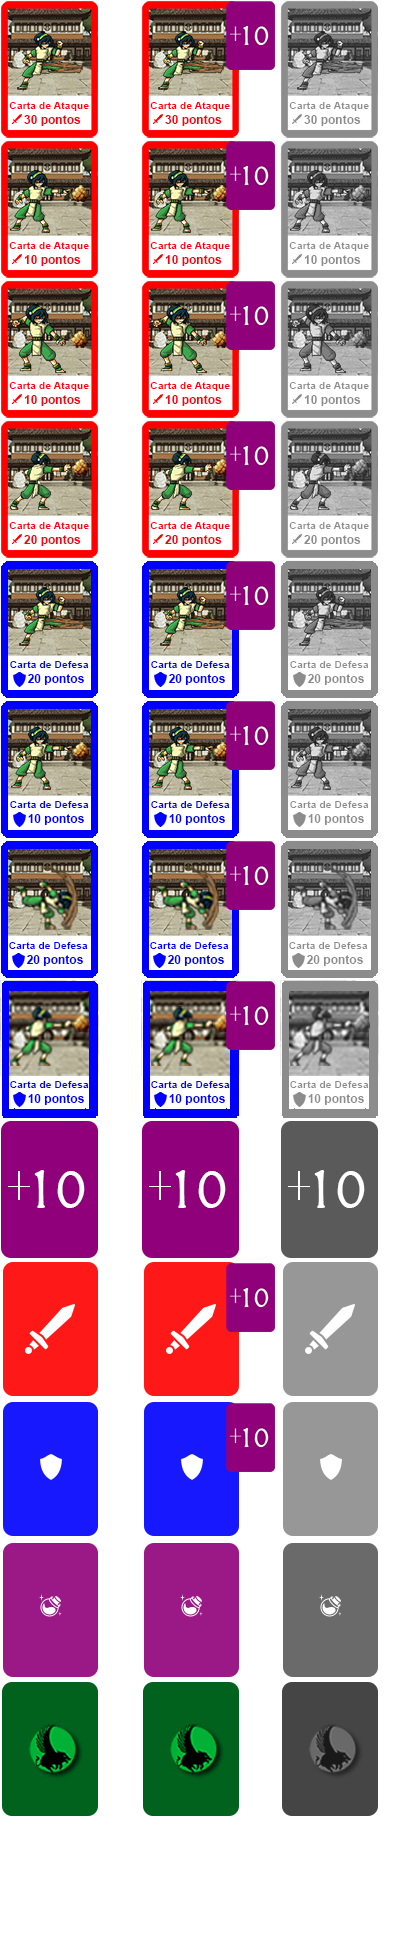 Carta de Ataque
30 pontos
Carta de Ataque
30 pontos
+10
Carta de Ataque
30 pontos
Carta de Ataque
10 pontos
Carta de Ataque
10 pontos
+10
Carta de Ataque
10 pontos
Carta de Ataque
10 pontos
Carta de Ataque
10 pontos
+10
Carta de Ataque
10 pontos
Carta de Ataque
20 pontos
Carta de Ataque
20 pontos
+10
Carta de Ataque
20 pontos
Carta de Defesa
20 pontos
Carta de Defesa
20 pontos
+10
Carta de Defesa
20 pontos
Carta de Defesa
10 pontos
Carta de Defesa
10 pontos
+10
Carta de Defesa
10 pontos
Carta de Defesa
20 pontos
Carta de Defesa
20 pontos
+10
Carta de Defesa
20 pontos
Carta de Defesa
10 pontos
Carta de Defesa
10 pontos
+10
Carta de Defesa
10 pontos
+10
+10
+10
+10
+10